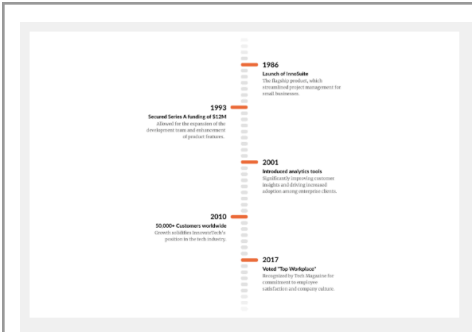 1986
Launch of InnoSuite
The flagship product, which
streamlined project management for
small businesses.
1993
Secured Series A funding of $12M
Allowed for the expansion of the
development team and enhancement
of product features.
2001
Introduced analytics tools
Significantly improving customer
insights and driving increased
adoption among enterprise clients.
2010
50,000+ Customers worldwide
Growth solidifies InnovateTech's
position in the tech industry.
2017
Voted "Top Workplace"
Recognized by Tech Magazine for
commitment to employee
satisfaction and company culture.